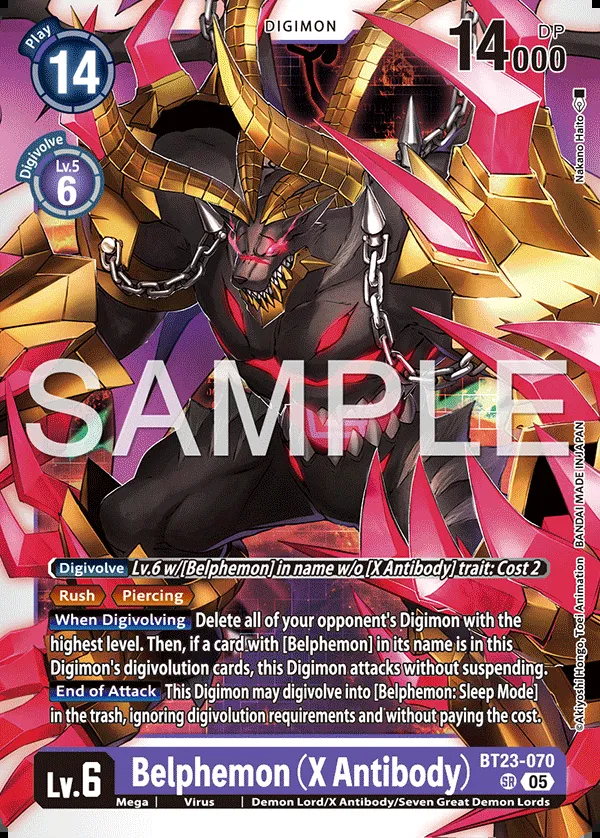 DIGIMON
Play
14
DP
14000
Digivolve
Lv.5
6
Nakano Haito
SAMPLE
©Akiyoshi Hongo, Toei Animation BANDAI MADE IN JAPAN
Digivolve Lv.6 w/[Belphemon] in name w/o [X Antibody] trait: Cost 2
Rush Piercing
When Digivolving Delete all of your opponent's Digimon with the
highest level. Then, if a card with [Belphemon] in its name is in this
Digimon's digivolution cards, this Digimon attacks without suspending.
End of Attack This Digimon may digivolve into [Belphemon: Sleep Mode]
in the trash, ignoring digivolution requirements and without paying the cost.
Lv.6
Belphemon (X Antibody)
BT23-070
SR 05
Mega | Virus | Demon Lord/X Antibody/Seven Great Demon Lords